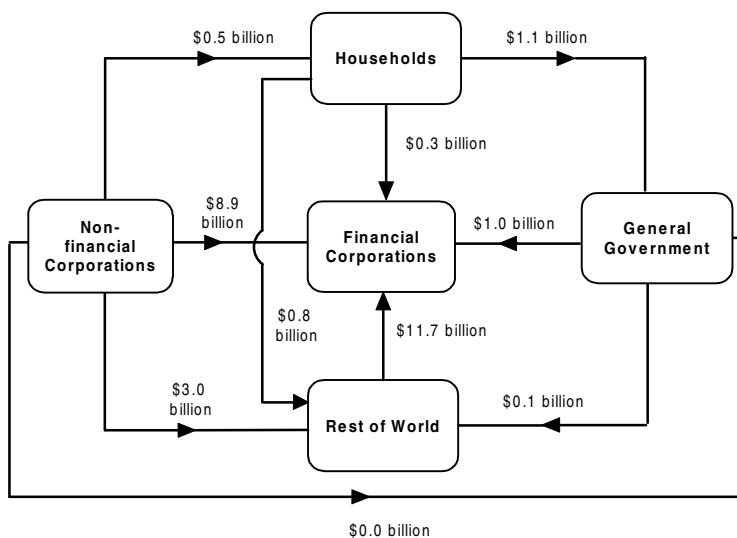 $0.5 billion
$1.1 billion
Households
$0.3 billion
$8.9
billion
Non-
financial
Corporations
Financial
Corporations
$1.0 billion
General
Government
$0.8
billion
$11.7 billion
$3.0
billion
Rest of World
$0.1 billion
$0.0 billion